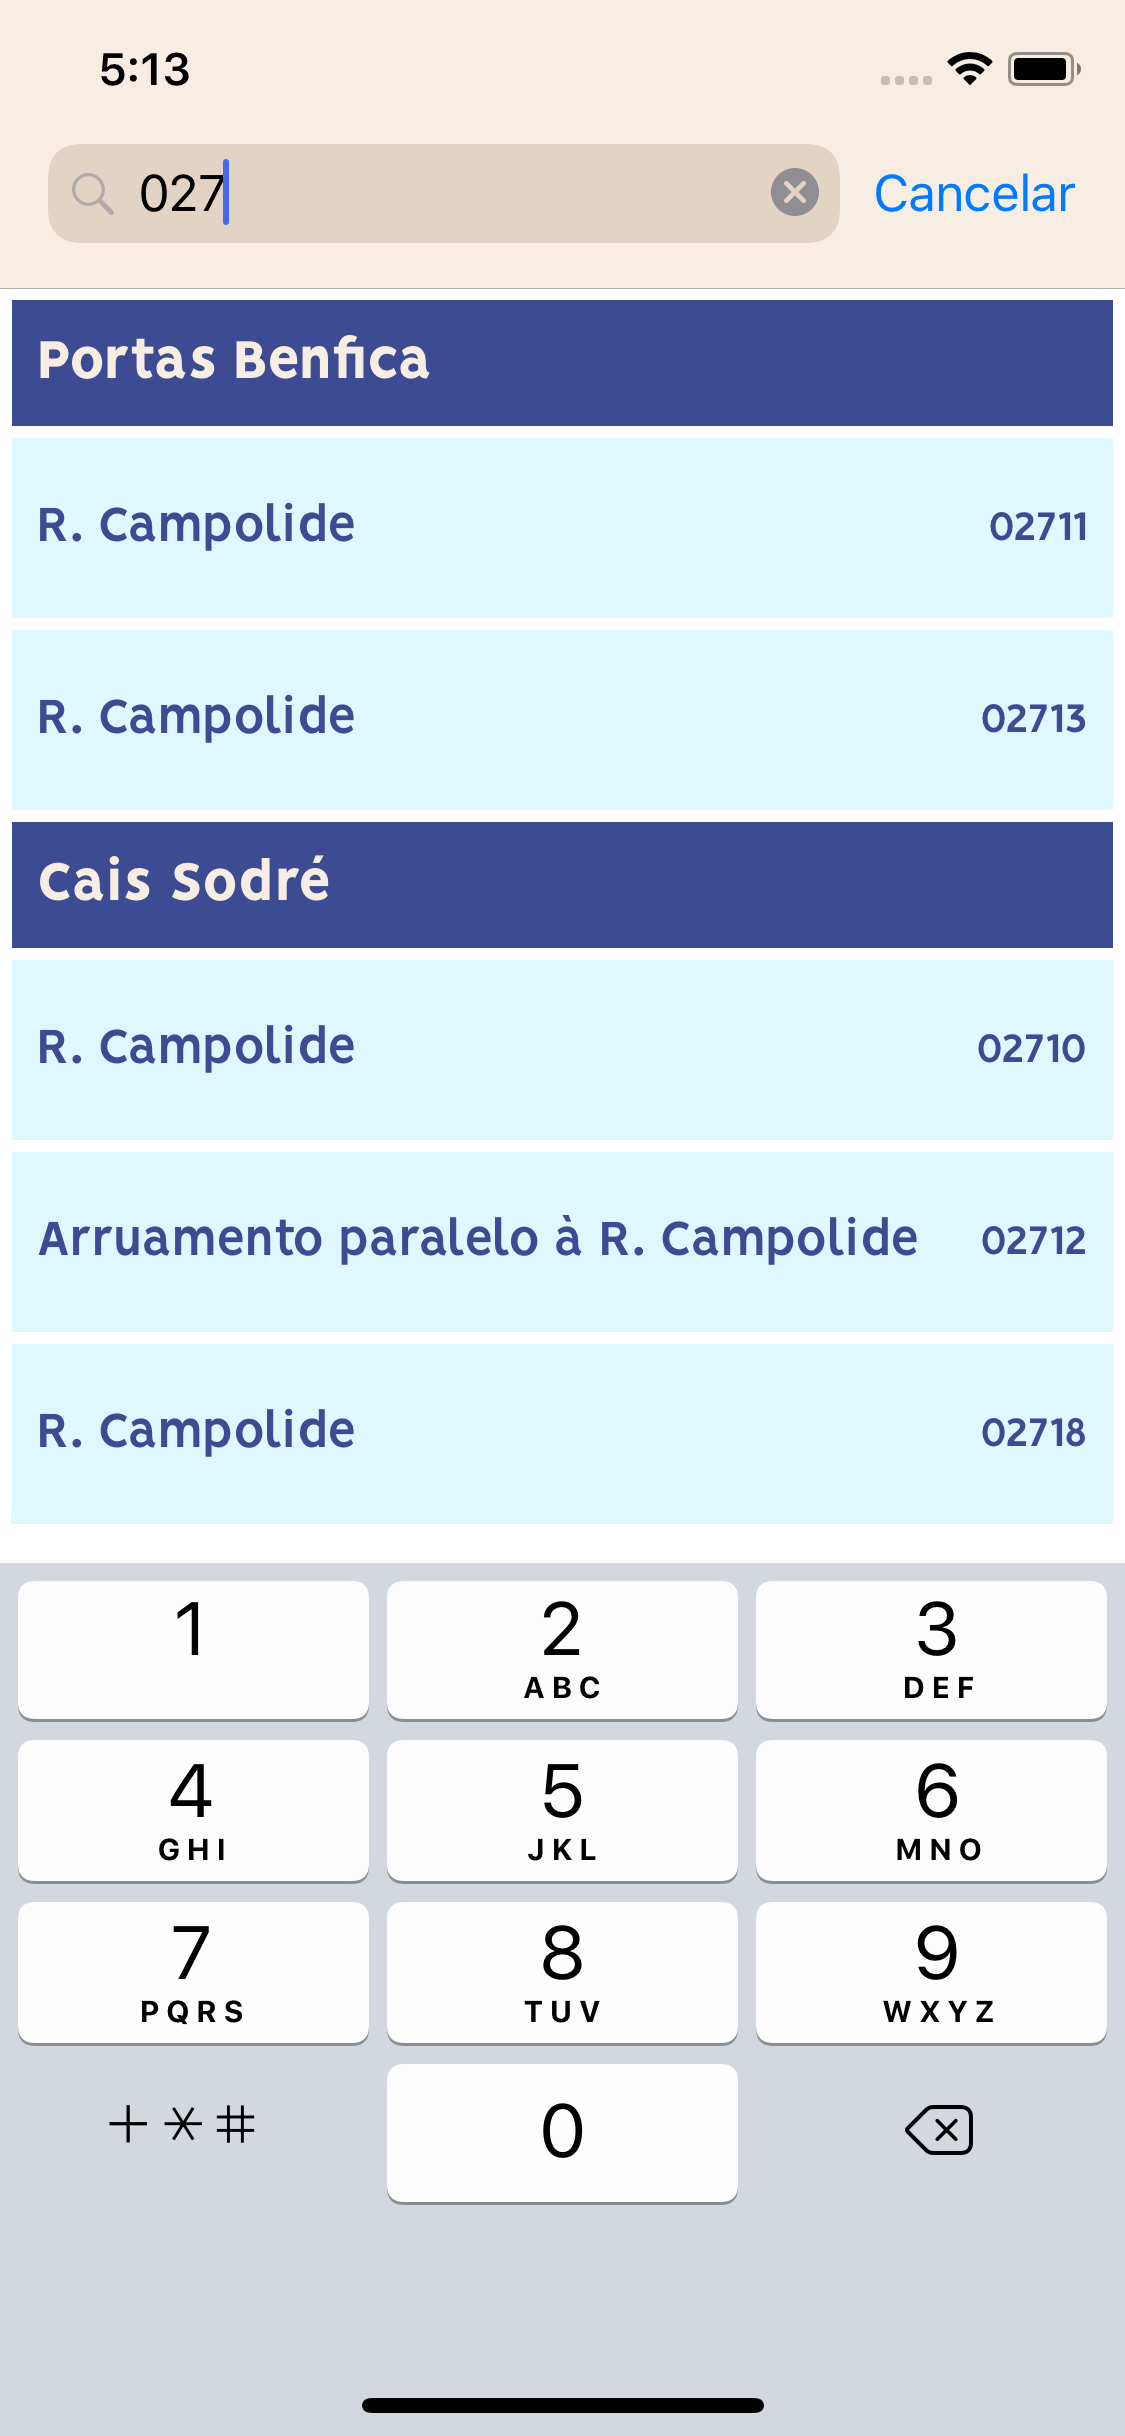 5:13
027
Cancelar
Portas Benfica
R. Campolide 02711
R. Campolide 02713
Cais Sodré
R. Campolide 02710
Arruamento paralelo à R. Campolide 02712
R. Campolide 02718
1 2 3
ABC DEF
4 5 6
GHI JKL MNO
7 8 9
PQRS TUV WXYZ
+*# 0